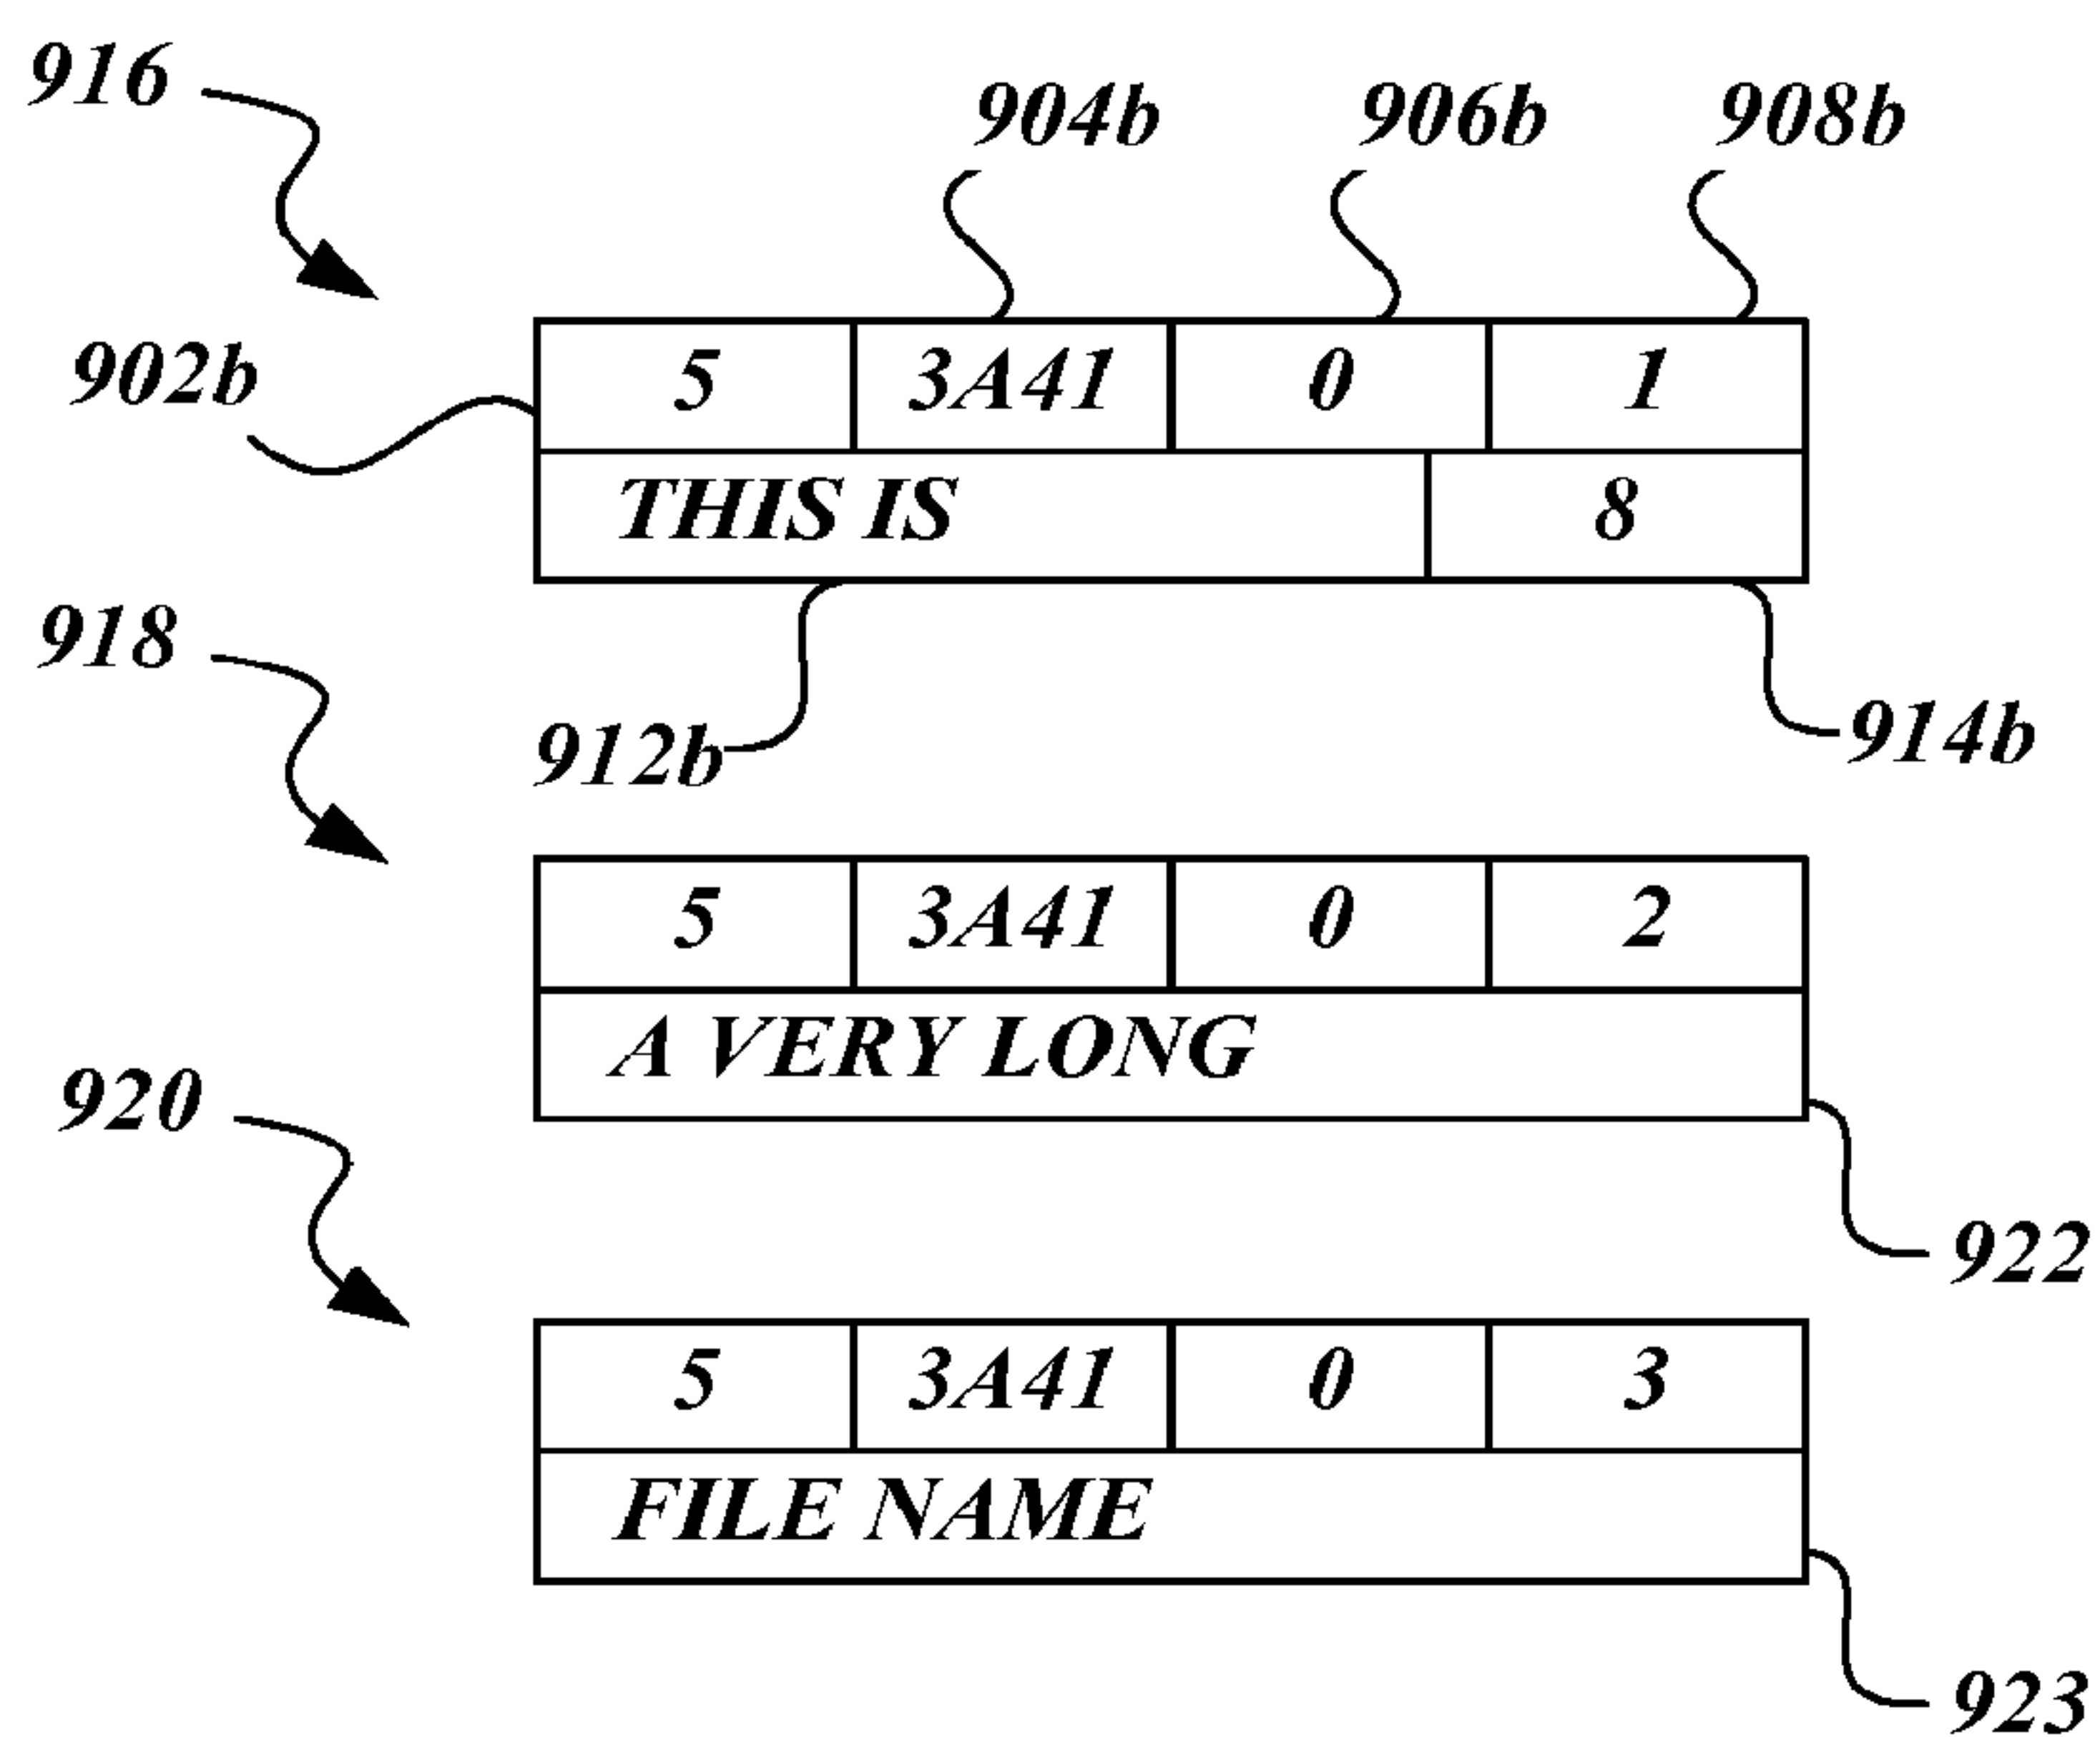 916
904b 906b 908b
902b
5 3A41 0 1
THIS IS 8
918
912b
914b
5 3A41 0 2
A VERY LONG
920
922
5 3A41 0 3
FILE NAME
923